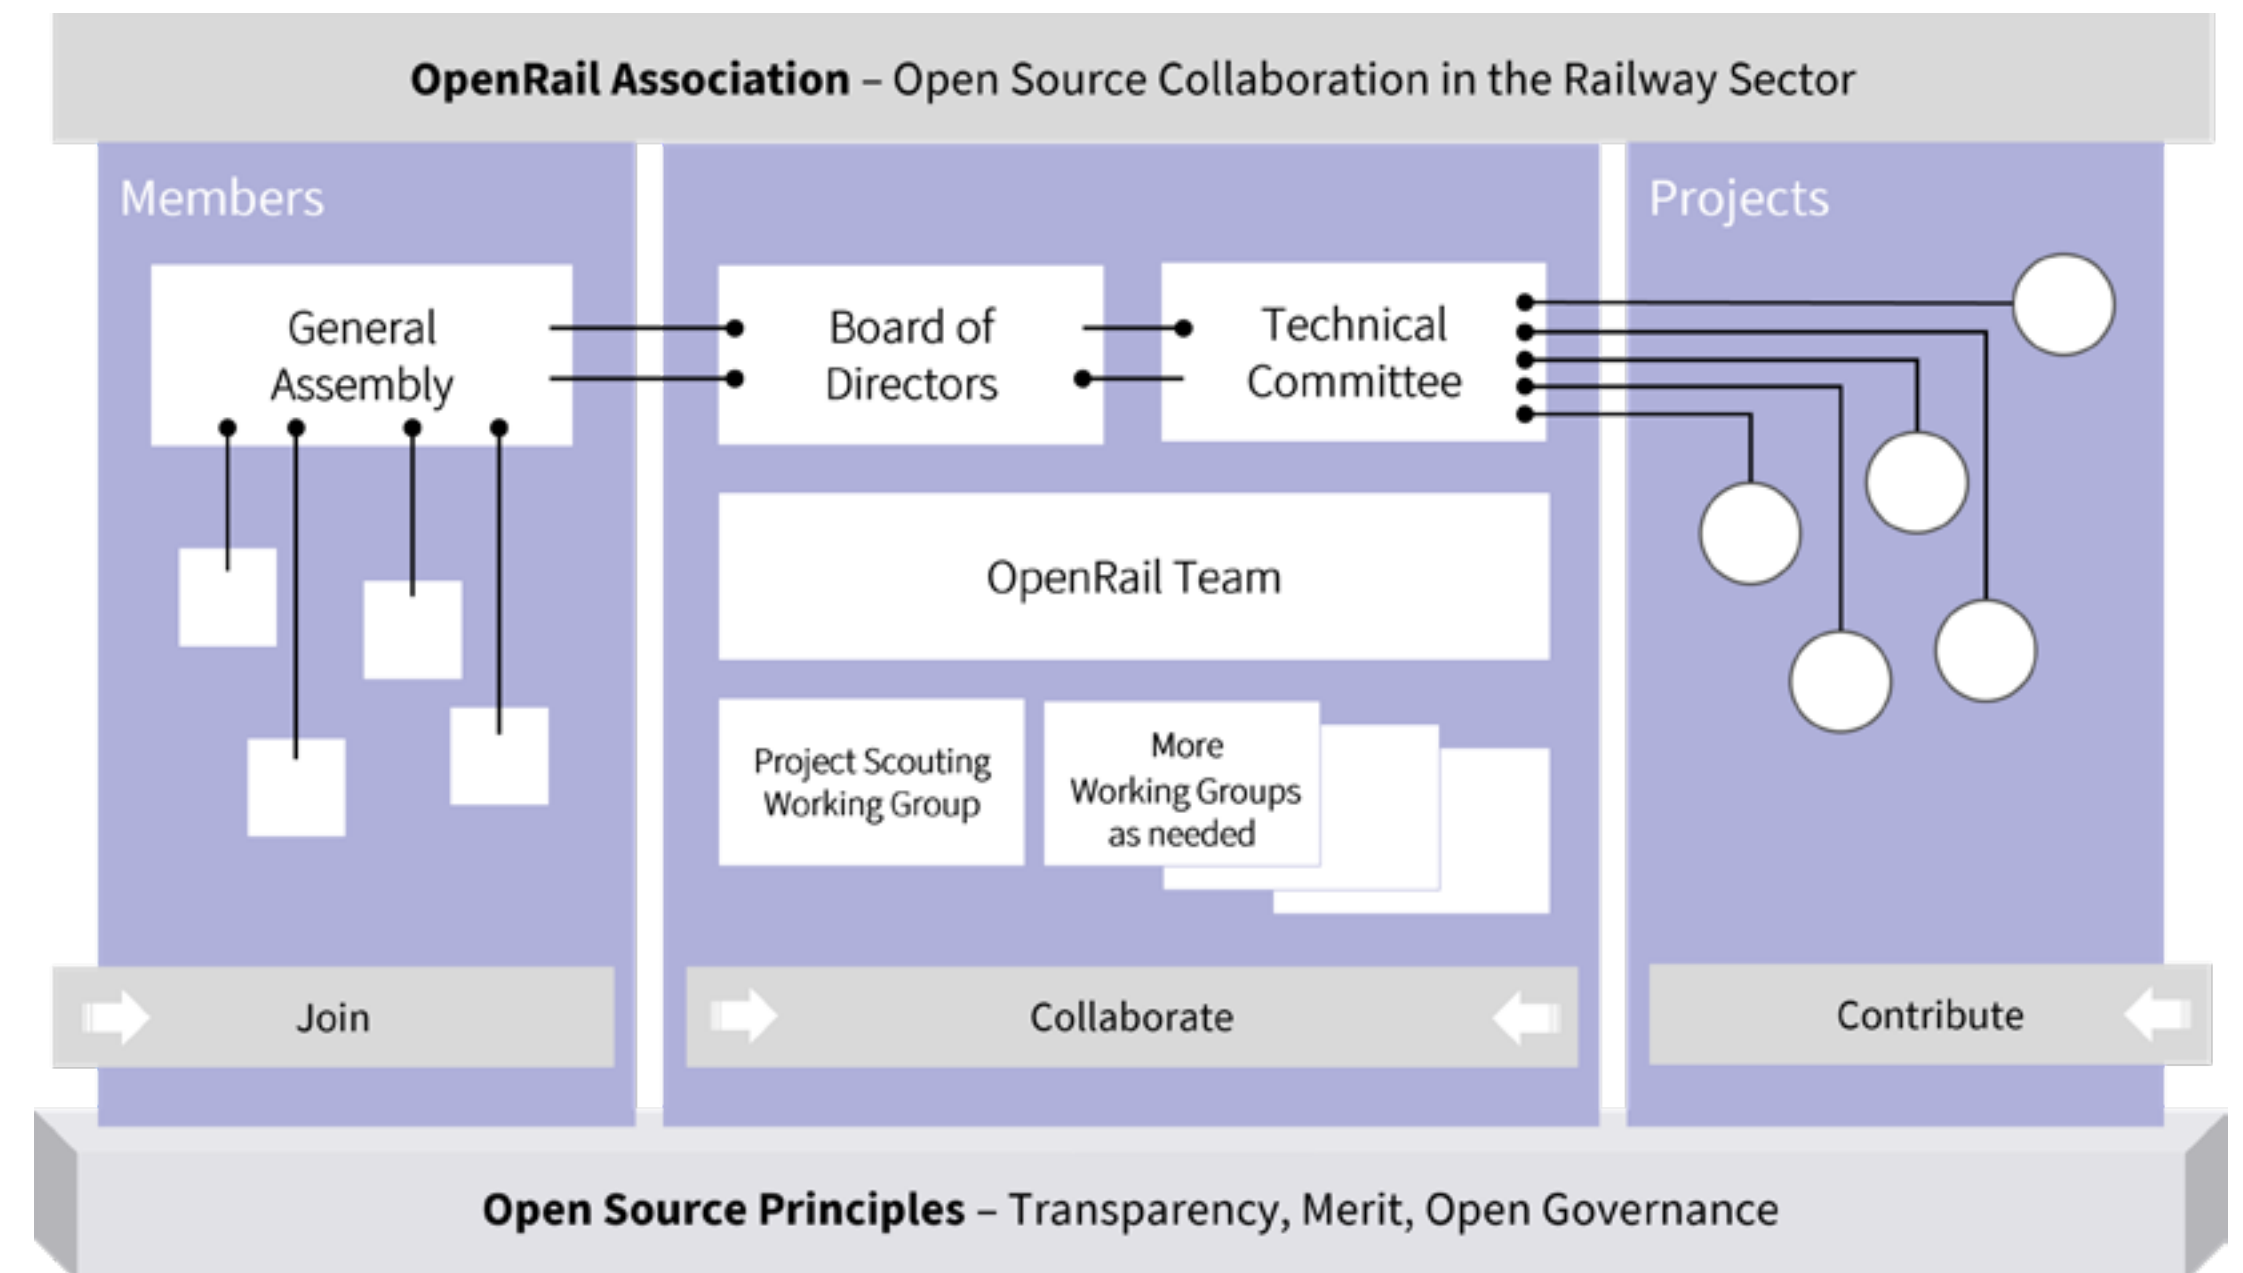 OpenRail Association – Open Source Collaboration in the Railway Sector
Members
General
Assembly
Board of
Directors
Technical
Committee
OpenRail Team
Project Scouting
Working Group
More
Working Groups
as needed
Projects
Join
Collaborate
Contribute
Open Source Principles – Transparency, Merit, Open Governance